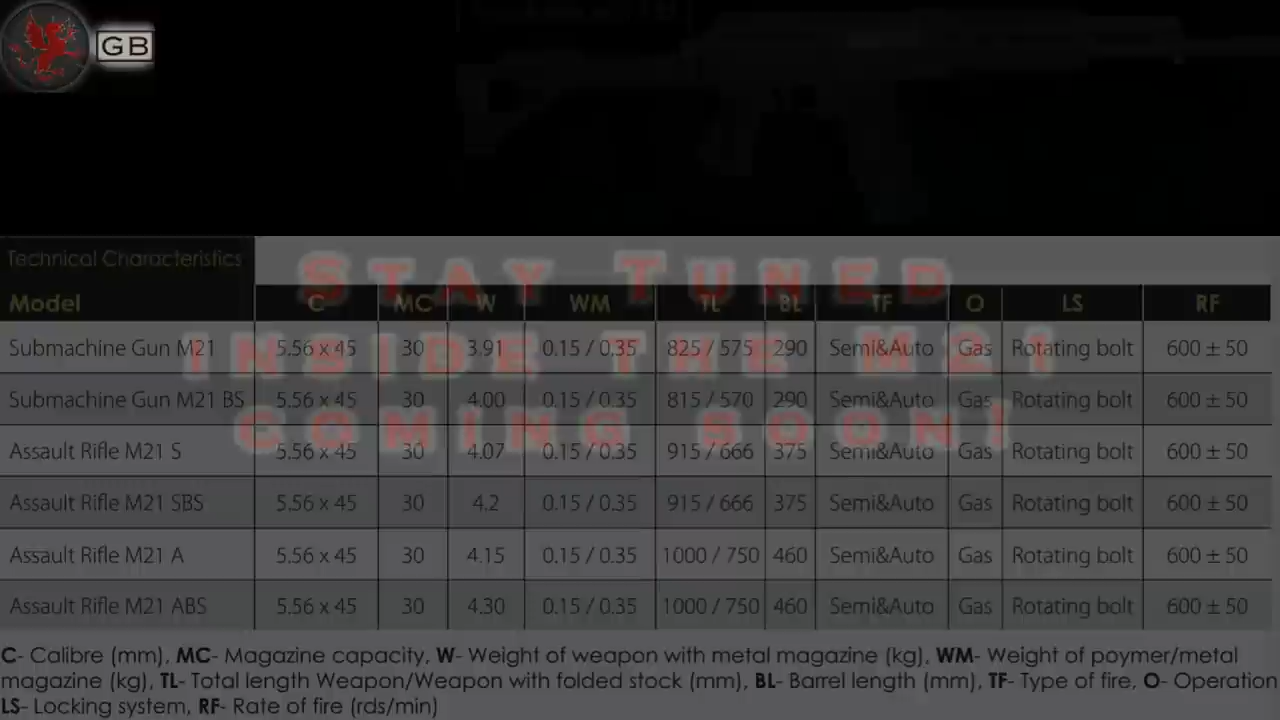 GB
Technical Characteristics
Stay Tuned
Model C MC W WM TL BL TF O LS RF
Inside the M21
Submachine Gun M21 5.56 x 45 30 3.91 0.15 / 0.35 825 / 575 290 Semi&Auto Gas Rotating bolt 600 ± 50
Submachine Gun M21 BS 5.56 x 45 30 4.00 0.15 / 0.35 815 / 570 290 Semi&Auto Gas Rotating bolt 600 ± 50
coming soon!
Assault Rifle M21 S 5.56 x 45 30 4.07 0.15 / 0.35 915 / 666 375 Semi&Auto Gas Rotating bolt 600 ± 50
Assault Rifle M21 SBS 5.56 x 45 30 4.2 0.15 / 0.35 915 / 666 375 Semi&Auto Gas Rotating bolt 600 ± 50
Assault Rifle M21 A 5.56 x 45 30 4.15 0.15 / 0.35 1000 / 750 460 Semi&Auto Gas Rotating bolt 600 ± 50
Assault Rifle M21 ABS 5.56 x 45 30 4.30 0.15 / 0.35 1000 / 750 460 Semi&Auto Gas Rotating bolt 600 ± 50
C- Calibre (mm), MC- Magazine capacity, W- Weight of weapon with metal magazine (kg), WM- Weight of poymer/metal
magazine (kg), TL- Total length Weapon/Weapon with folded stock (mm), BL- Barrel length (mm), TF- Type of fire, O- Operation
LS- Locking system, RF- Rate of fire (rds/min)